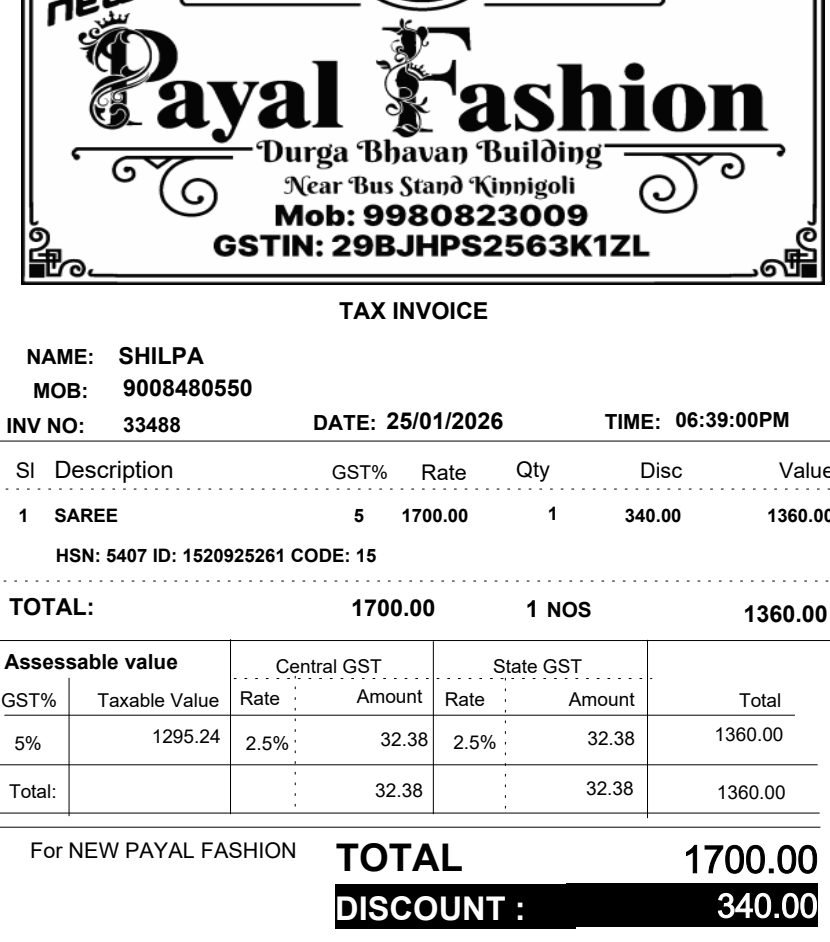 new
Payal Fashion
Durga Bhavan Building
Near Bus Stand Kinnigoli
Mob: 9980823009
GSTIN: 29BJHPS2563K1ZL
TAX INVOICE
NAME: SHILPA
MOB: 9008480550
INV NO: 33488 DATE: 25/01/2026 TIME: 06:39:00PM
Sl Description GST% Rate Qty Disc Value
1 SAREE 5 1700.00 1 340.00 1360.00
HSN: 5407 ID: 1520925261 CODE: 15
TOTAL: 1700.00 1 NOS 1360.00
Assessable value Central GST State GST
GST% Taxable Value Rate Amount Rate Amount Total
5% 1295.24 2.5% 32.38 2.5% 32.38 1360.00
Total: 32.38 32.38 1360.00
For NEW PAYAL FASHION TOTAL 1700.00
DISCOUNT : 340.00